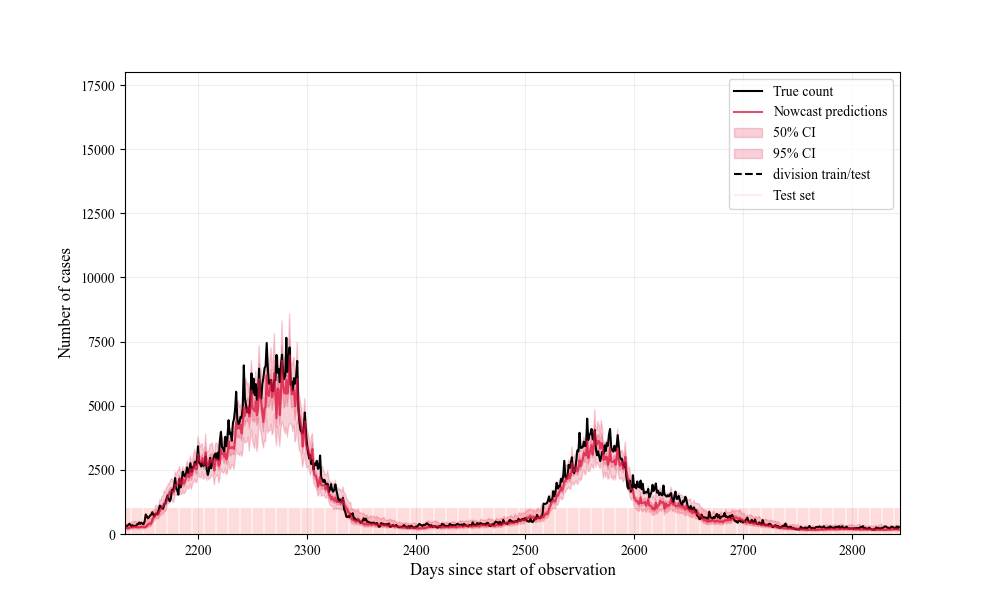 17500
15000
12500
10000
7500
5000
2500
0
Number of cases
True count
Nowcast predictions
50% CI
95% CI
division train/test
Test set
2200 2300 2400 2500 2600 2700 2800
Days since start of observation